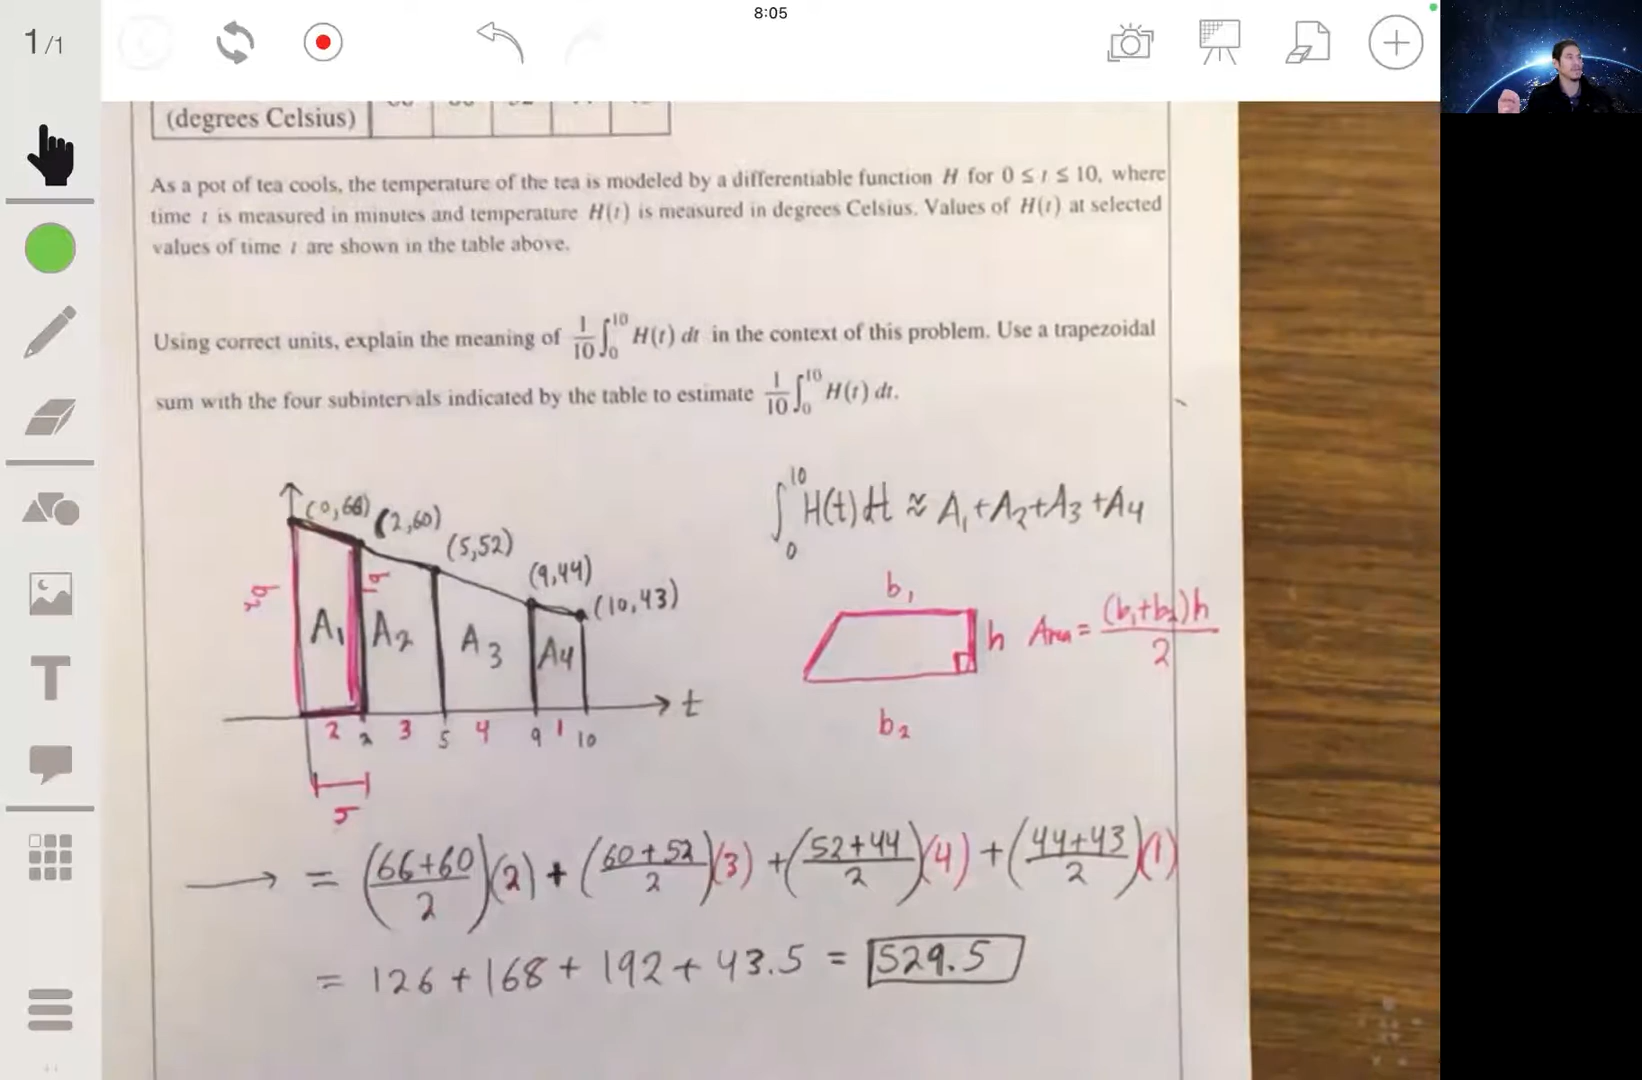 8:05
1/1
(degrees Celsius)
As a pot of tea cools, the temperature of the tea is modeled by a differentiable function H for 0 ≤ t ≤ 10, where
time t is measured in minutes and temperature H(t) is measured in degrees Celsius. Values of H(t) at selected
values of time t are shown in the table above.
Using correct units, explain the meaning of 1/10 ∫₀¹⁰ H(t) dt in the context of this problem. Use a trapezoidal
sum with the four subintervals indicated by the table to estimate 1/10 ∫₀¹⁰ H(t) dt.
(0,66)
(2,60)
(5,52)
(9,44)
(10,43)
b₂
b₁
A₁
A₂
A₃
A₄
t
2 2 3 5 4 9 1 10
h
∫₀¹⁰ H(t) dt ≈ A₁+A₂+A₃+A₄
b₁
h
Area = (b₁+b₂)h / 2
b₂
= ((66+60)/2)(2) + ((60+52)/2)(3) + ((52+44)/2)(4) + ((44+43)/2)(1)
= 126 + 168 + 192 + 43.5 = 529.5
T